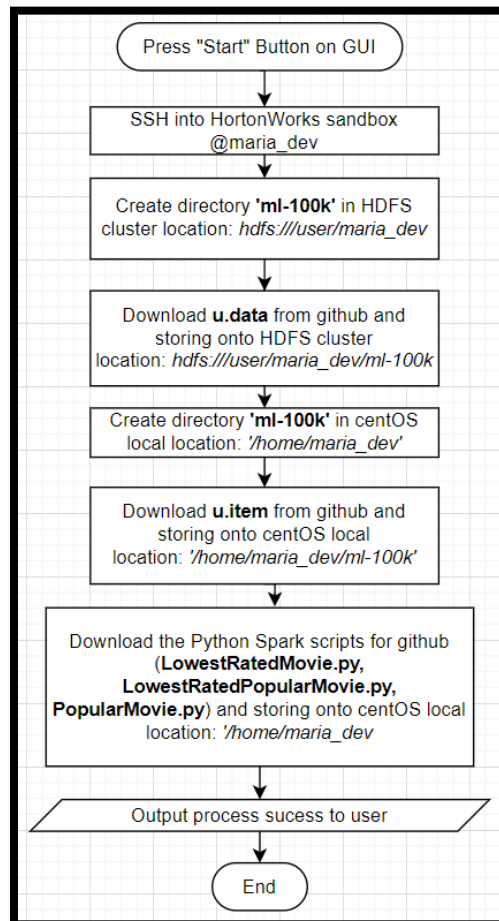 Press "Start" Button on GUI
SSH into HortonWorks sandbox
@maria_dev
Create directory 'ml-100k' in HDFS
cluster location: hdfs:///user/maria_dev
Download u.data from github and
storing onto HDFS cluster
location: hdfs:///user/maria_dev/ml-100k
Create directory 'ml-100k' in centOS
local location: '/home/maria_dev'
Download u.item from github and
storing onto centOS local
location: '/home/maria_dev/ml-100k'
Download the Python Spark scripts for github
(LowestRatedMovie.py,
LowestRatedPopularMovie.py,
PopularMovie.py) and storing onto centOS local
location: '/home/maria_dev
Output process sucess to user
End